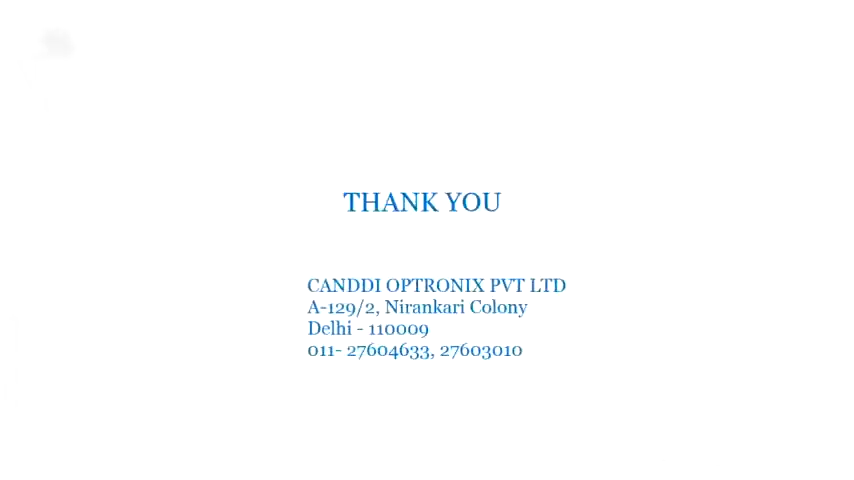 THANK YOU
CANDDI OPTRONIX PVT LTD
A-129/2, Nirankari Colony
Delhi - 110009
011- 27604633, 27603010